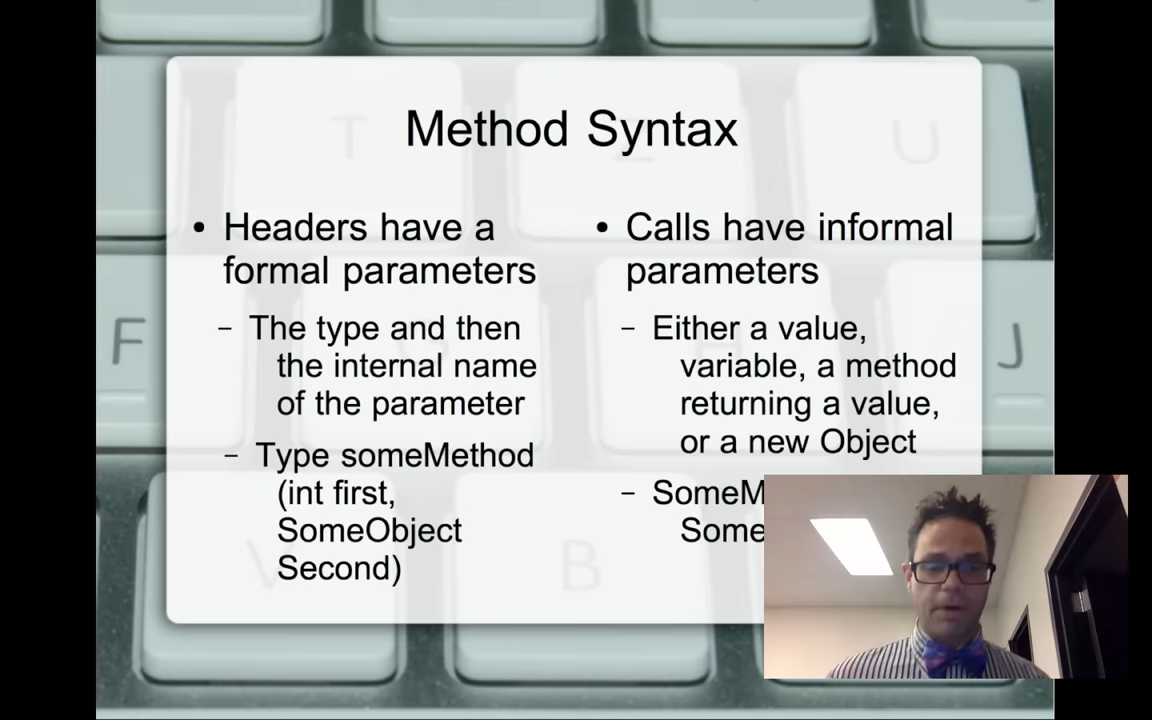 Method Syntax
• Headers have a
formal parameters
– The type and then
the internal name
of the parameter
– Type someMethod
(int first,
SomeObject
Second)
• Calls have informal
parameters
– Either a value,
variable, a method
returning a value,
or a new Object
T
U
F
J
V
B